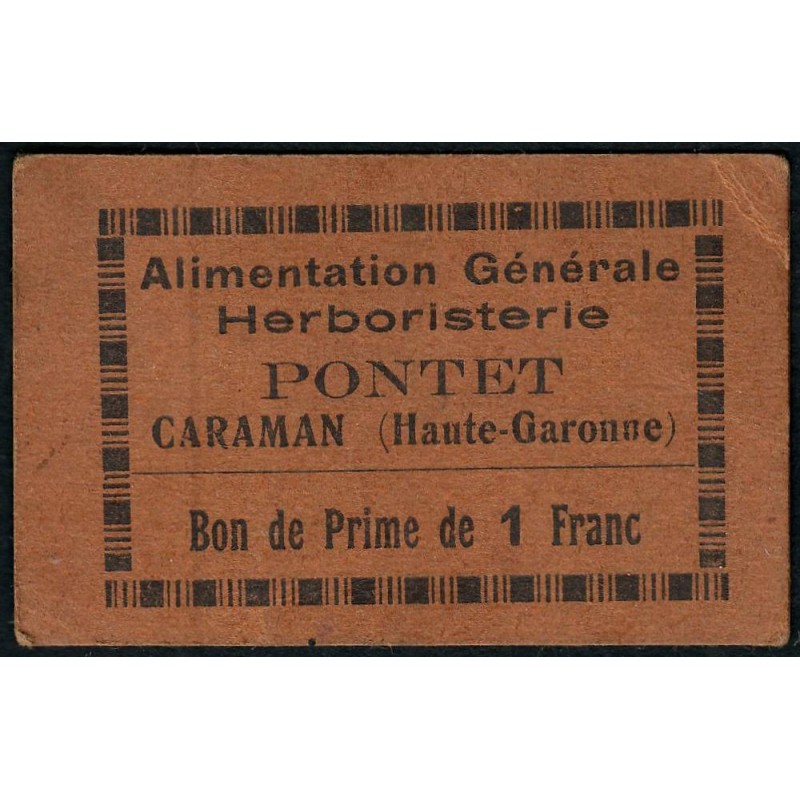 Alimentation Générale
Herboristerie
PONTET
CARAMAN (Haute-Garonne)
Bon de Prime de 1 Franc